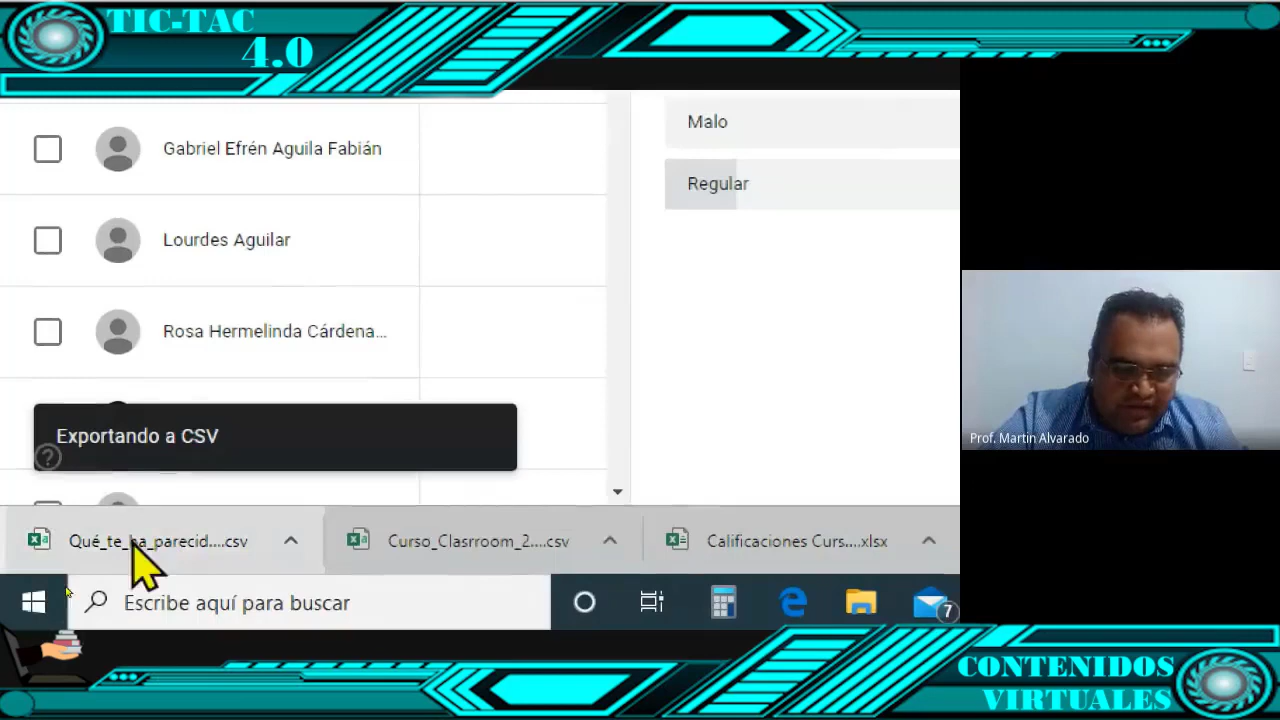 TIC-TAC
4.0
Gabriel Efrén Aguila Fabián
Lourdes Aguilar
Rosa Hermelinda Cárdena...
Malo
Regular
Exportando a CSV
?
Prof. Martin Alvarado
Qué_te_ha_parecid....csv
Curso_Clasrroom_2....csv
Calificaciones Curs....xlsx
Escribe aquí para buscar
7
CONTENIDOS
VIRTUALES